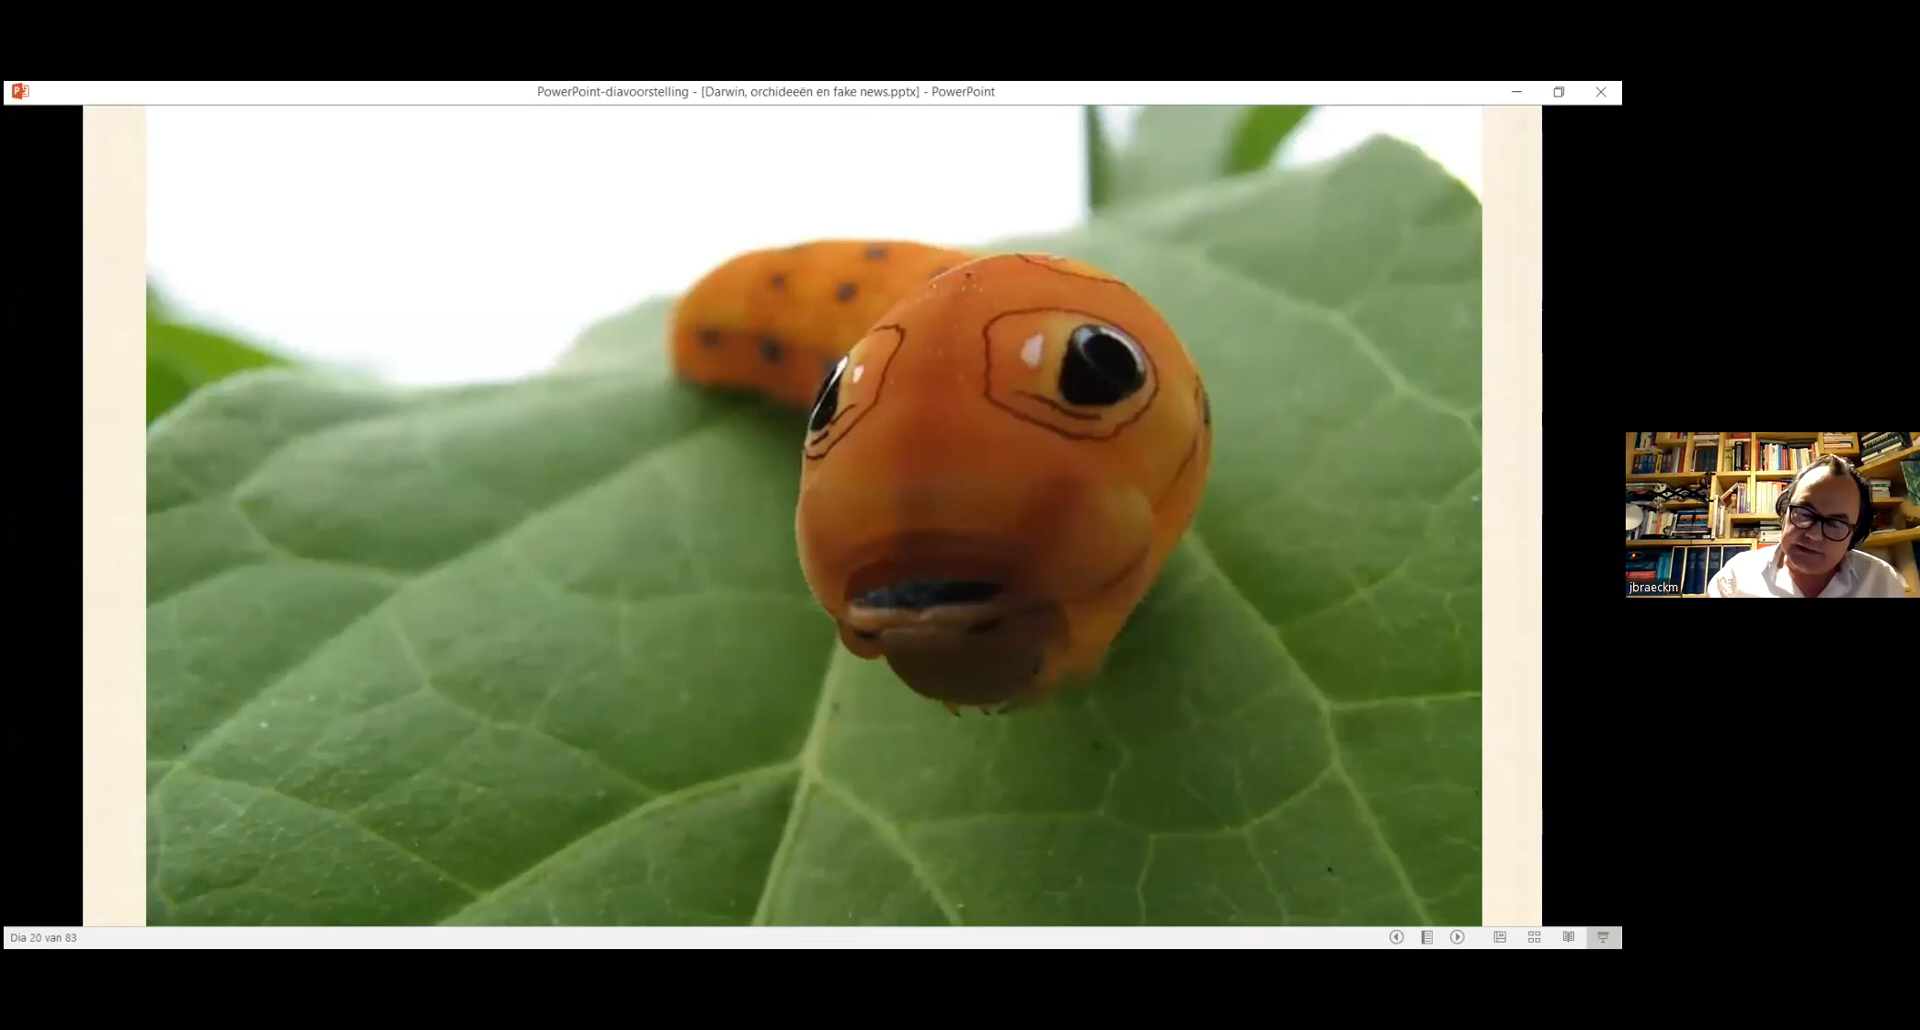 PowerPoint-diavoorstelling - [Darwin, orchideeën en fake news.pptx] - PowerPoint
jbraeckm
Dia 20 van 83